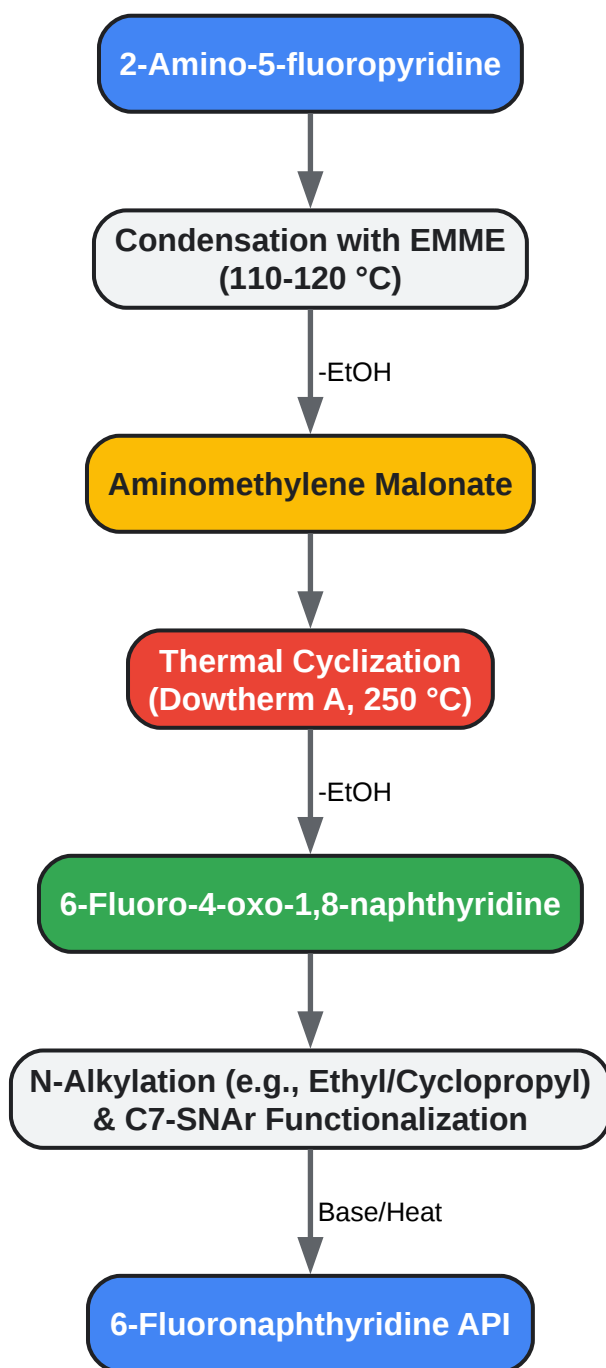 2-Amino-5-fluoropyridine
Condensation with EMME
(110-120 °C)
-EtOH
Aminomethylene Malonate
Thermal Cyclization
(Dowtherm A, 250 °C)
-EtOH
6-Fluoro-4-oxo-1,8-naphthyridine
N-Alkylation (e.g., Ethyl/Cyclopropyl)
& C7-SNAr Functionalization
Base/Heat
6-Fluoronaphthyridine API